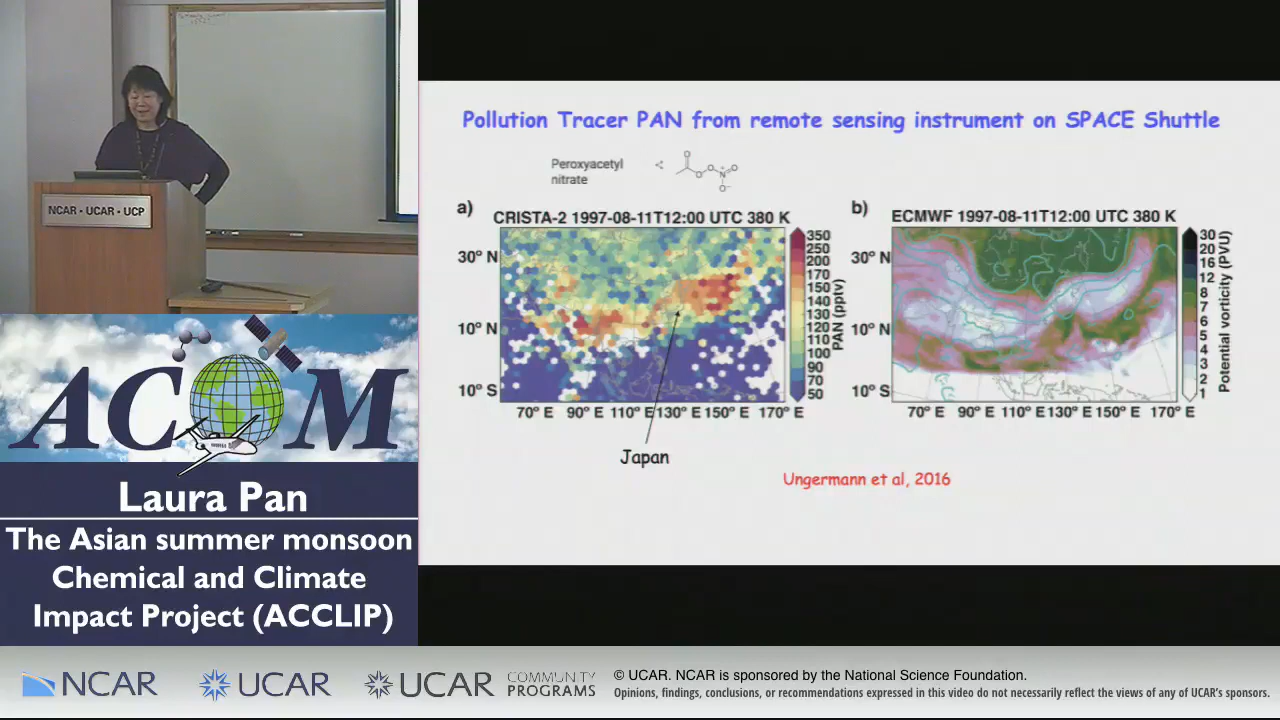 NCAR • UCAR • UCP
ACOM
Laura Pan
The Asian summer monsoon
Chemical and Climate
Impact Project (ACCLIP)
Pollution Tracer PAN from remote sensing instrument on SPACE Shuttle
Peroxyacetyl
nitrate
a)
CRISTA-2 1997-08-11T12:00 UTC 380 K
30° N
10° N
10° S
70° E 90° E 110° E 130° E 150° E 170° E
350
250
200
170
150
140
130
120
110
100
90
70
50
PAN (pptv)
Japan
b)
ECMWF 1997-08-11T12:00 UTC 380 K
30° N
10° N
10° S
70° E 90° E 110° E 130° E 150° E 170° E
30
20
16
12
8
7
6
5
4
3
2
1
Potential vorticity (PVU)
Ungermann et al, 2016
NCAR
UCAR
UCAR
COMMUNITY
PROGRAMS
© UCAR. NCAR is sponsored by the National Science Foundation.
Opinions, findings, conclusions, or recommendations expressed in this video do not necessarily reflect the views of any of UCAR's sponsors.